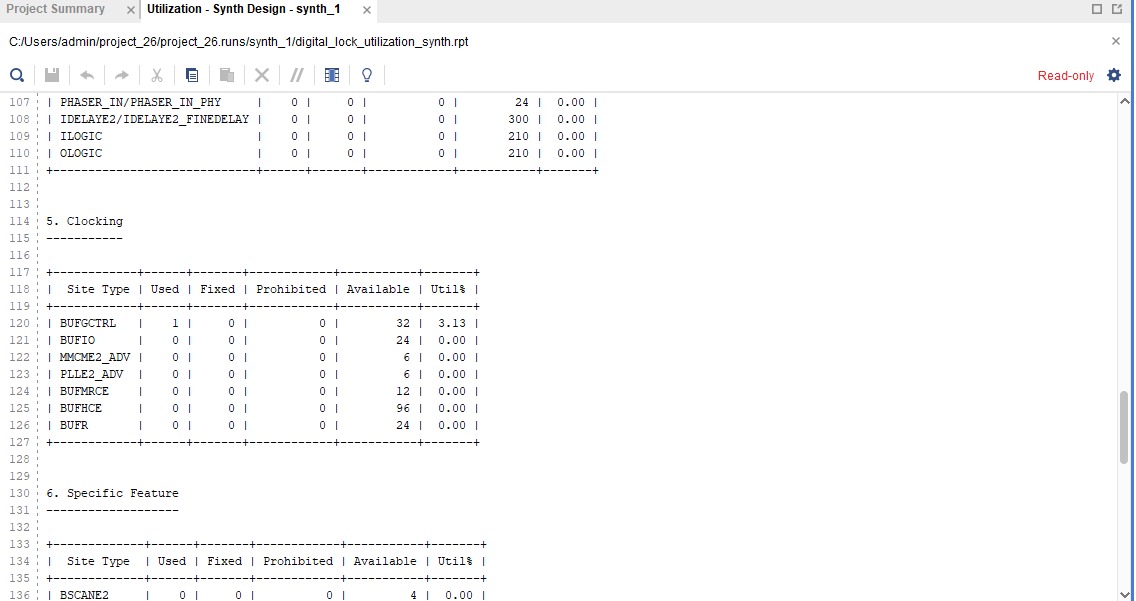 Project Summary × Utilization - Synth Design - synth_1 ×
C:/Users/admin/project_26/project_26.runs/synth_1/digital_lock_utilization_synth.rpt
Read-only
107 | PHASER_IN/PHASER_IN_PHY     |    0 |     0 |          0 |        24 |  0.00 |
108 | IDELAYE2/IDELAYE2_FINEDELAY |    0 |     0 |          0 |       300 |  0.00 |
109 | ILOGIC                      |    0 |     0 |          0 |       210 |  0.00 |
110 | OLOGIC                      |    0 |     0 |          0 |       210 |  0.00 |
111 +-----------------------------+------+-------+------------+-----------+-------+
112
113
114 5. Clocking
115 -----------
116
117 +------------+------+-------+------------+-----------+-------+
118 |  Site Type | Used | Fixed | Prohibited | Available | Util% |
119 +------------+------+-------+------------+-----------+-------+
120 | BUFGCTRL   |    1 |     0 |          0 |        32 |  3.13 |
121 | BUFIO      |    0 |     0 |          0 |        24 |  0.00 |
122 | MMCME2_ADV |    0 |     0 |          0 |         6 |  0.00 |
123 | PLLE2_ADV  |    0 |     0 |          0 |         6 |  0.00 |
124 | BUFMRCE    |    0 |     0 |          0 |        12 |  0.00 |
125 | BUFHCE     |    0 |     0 |          0 |        96 |  0.00 |
126 | BUFR       |    0 |     0 |          0 |        24 |  0.00 |
127 +------------+------+-------+------------+-----------+-------+
128
129
130 6. Specific Feature
131 -------------------
132
133 +-------------+------+-------+------------+-----------+-------+
134 |  Site Type  | Used | Fixed | Prohibited | Available | Util% |
135 +-------------+------+-------+------------+-----------+-------+
136 | BSCANE2     |    0 |     0 |          0 |         4 |  0.00 |